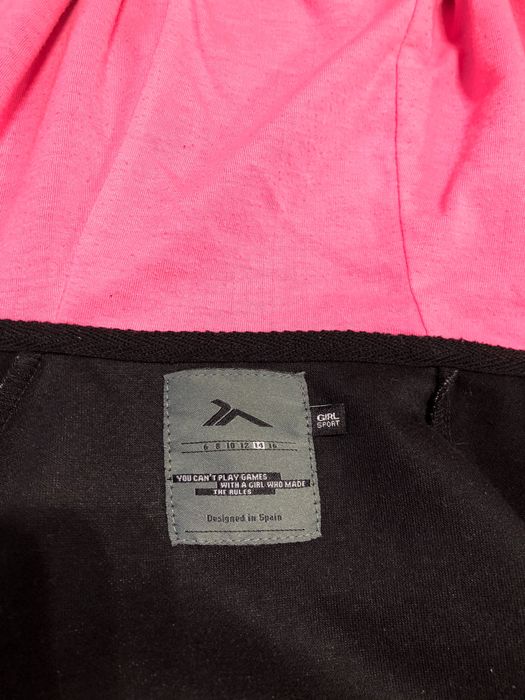 6 8 10 12 14 16
GIRL
SPORT
YOU CAN'T PLAY GAMES
WITH A GIRL WHO MADE
THE RULES
Designed in Spain